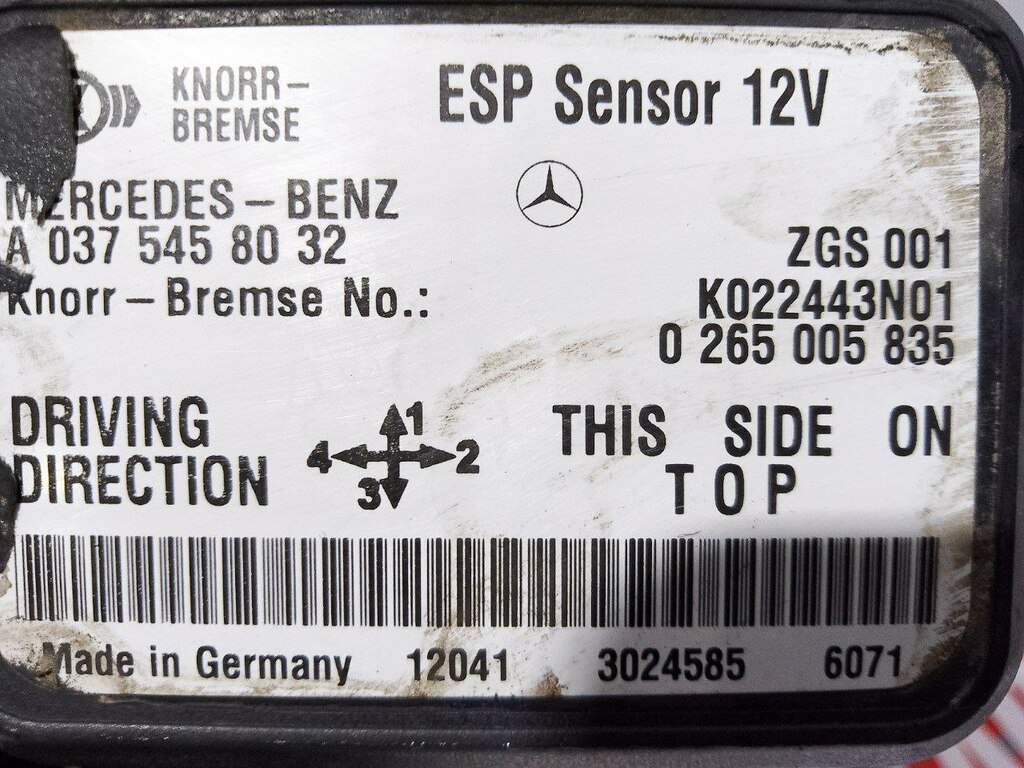 KNORR-
BREMSE
ESP Sensor 12V
MERCEDES-BENZ
A 037 545 80 32
ZGS 001
Knorr-Bremse No.:
K022443N01
0 265 005 835
DRIVING
DIRECTION
1
4 2
3
THIS SIDE ON
TOP
Made in Germany 12041 3024585 6071